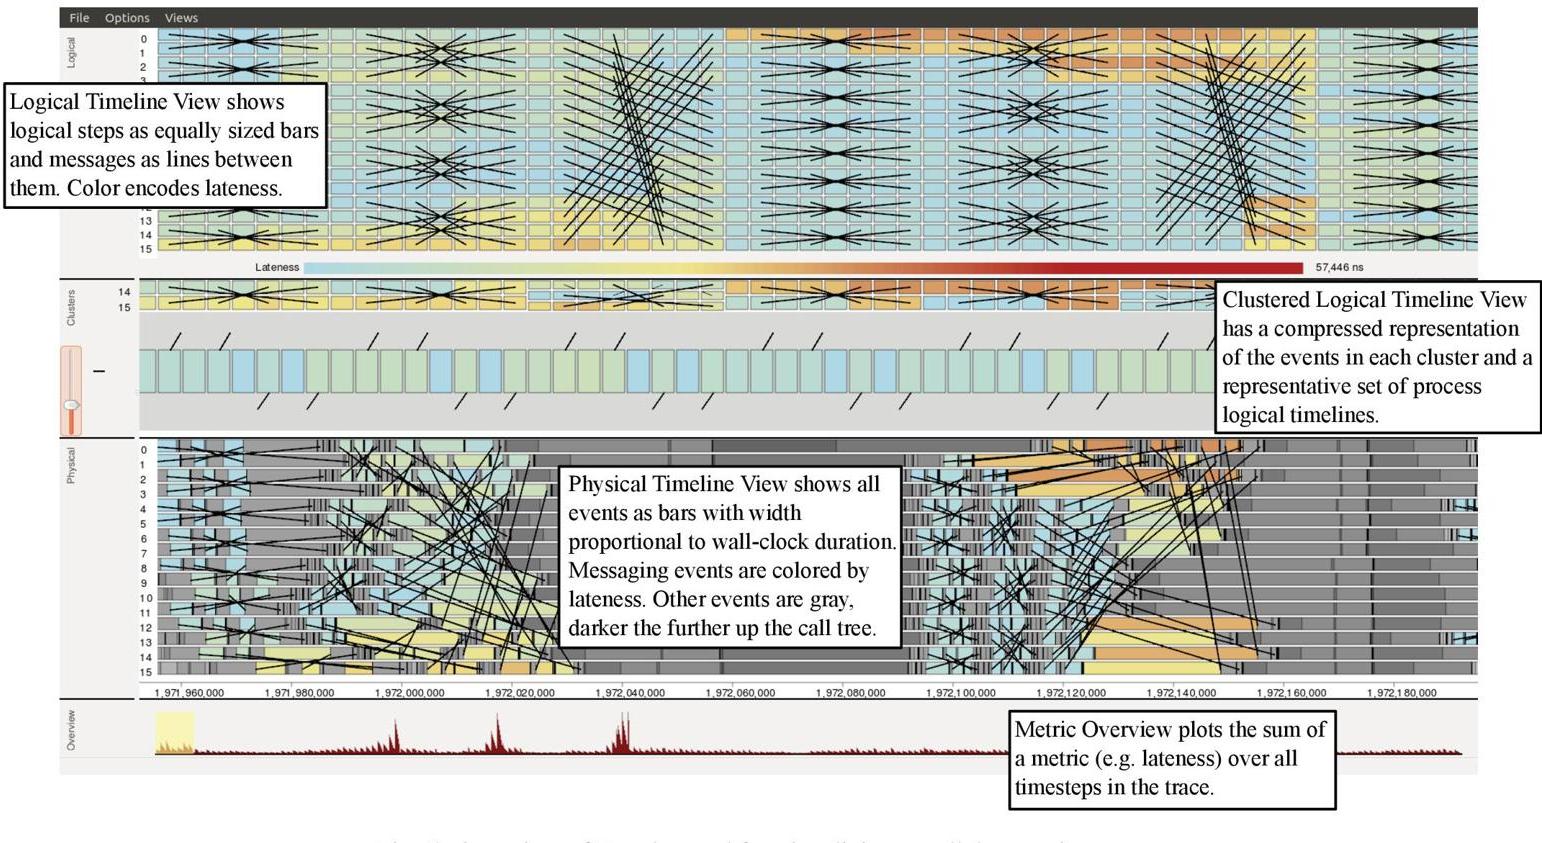 File Options Views
Logical
0
1
2
3
Logical Timeline View shows
logical steps as equally sized bars
and messages as lines between
them. Color encodes lateness.
13
14
15
Lateness 57,446 ns
Clusters
14
15
Clustered Logical Timeline View
has a compressed representation
of the events in each cluster and a
representative set of process
logical timelines.
Physical
0
1
2
3
4
5
6
7
8
9
10
11
12
13
14
15
Physical Timeline View shows all
events as bars with width
proportional to wall-clock duration.
Messaging events are colored by
lateness. Other events are gray,
darker the further up the call tree.
1,971,960,000 1,971,980,000 1,972,000,000 1,972,020,000 1,972,040,000 1,972,060,000 1,972,080,000 1,972,100,000 1,972,120,000 1,972,140,000 1,972,160,000 1,972,180,000
Overview
Metric Overview plots the sum of
a metric (e.g. lateness) over all
timesteps in the trace.